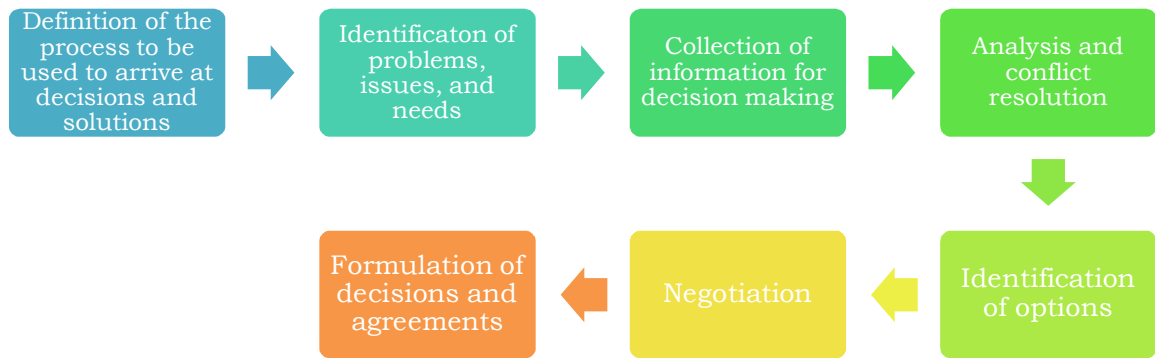 Definition of the
process to be
used to arrive at
decisions and
solutions
Identificaton of
problems,
issues, and
needs
Collection of
information for
decision making
Analysis and
conflict
resolution
Identification
of options
Negotiation
Formulation of
decisions and
agreements